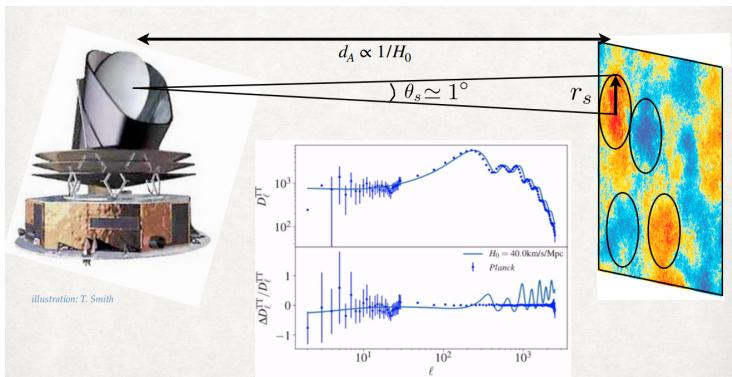 d_A ∝ 1/H_0
θ_s ≃ 1°
r_s
D_ℓ^TT
10^3
10^2
H_0 = 40.0km/s/Mpc
Planck
ΔD_ℓ^TT/D_ℓ^TT
1
0
−1
10^1
10^2
10^3
ℓ
illustration: T. Smith